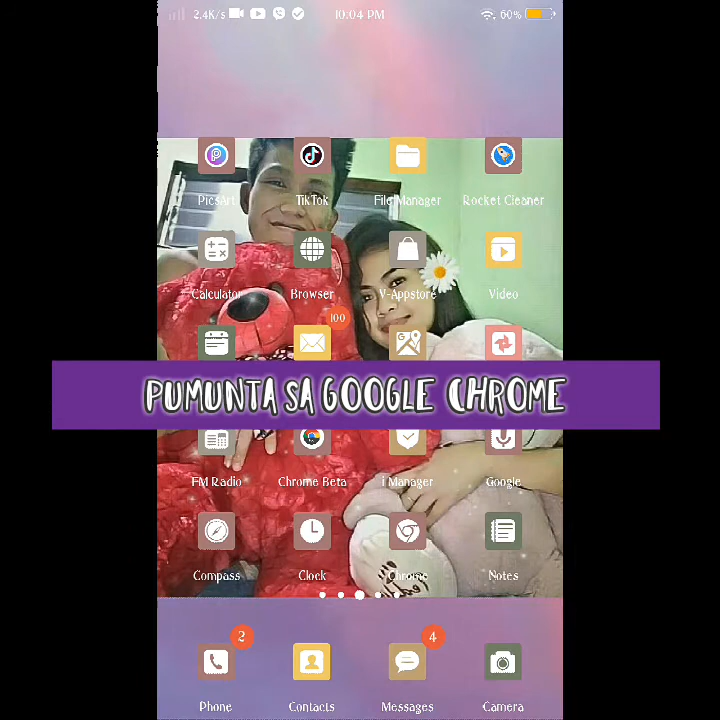 2.4K/s 10:04 PM 60%
PicsArt TikTok File Manager Rocket Cleaner
Calculator Browser V-Appstore Video
100
PUMUNTA SA GOOGLE CHROME
FM Radio Chrome Beta i Manager Google
Compass Clock Chrome Notes
2 4
Phone Contacts Messages Camera